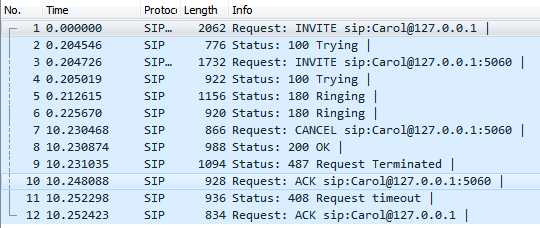 No. Time Protoco Length Info
1 0.000000 SIP… 2062 Request: INVITE sip:Carol@127.0.0.1 |
2 0.204546 SIP 776 Status: 100 Trying |
3 0.204726 SIP… 1732 Request: INVITE sip:Carol@127.0.0.1:5060 |
4 0.205019 SIP 922 Status: 100 Trying |
5 0.212615 SIP 1156 Status: 180 Ringing |
6 0.225670 SIP 920 Status: 180 Ringing |
7 10.230468 SIP 866 Request: CANCEL sip:Carol@127.0.0.1:5060 |
8 10.230874 SIP 988 Status: 200 OK |
9 10.231035 SIP 1094 Status: 487 Request Terminated |
10 10.248088 SIP 928 Request: ACK sip:Carol@127.0.0.1:5060 |
11 10.252298 SIP 936 Status: 408 Request timeout |
12 10.252423 SIP 834 Request: ACK sip:Carol@127.0.0.1 |